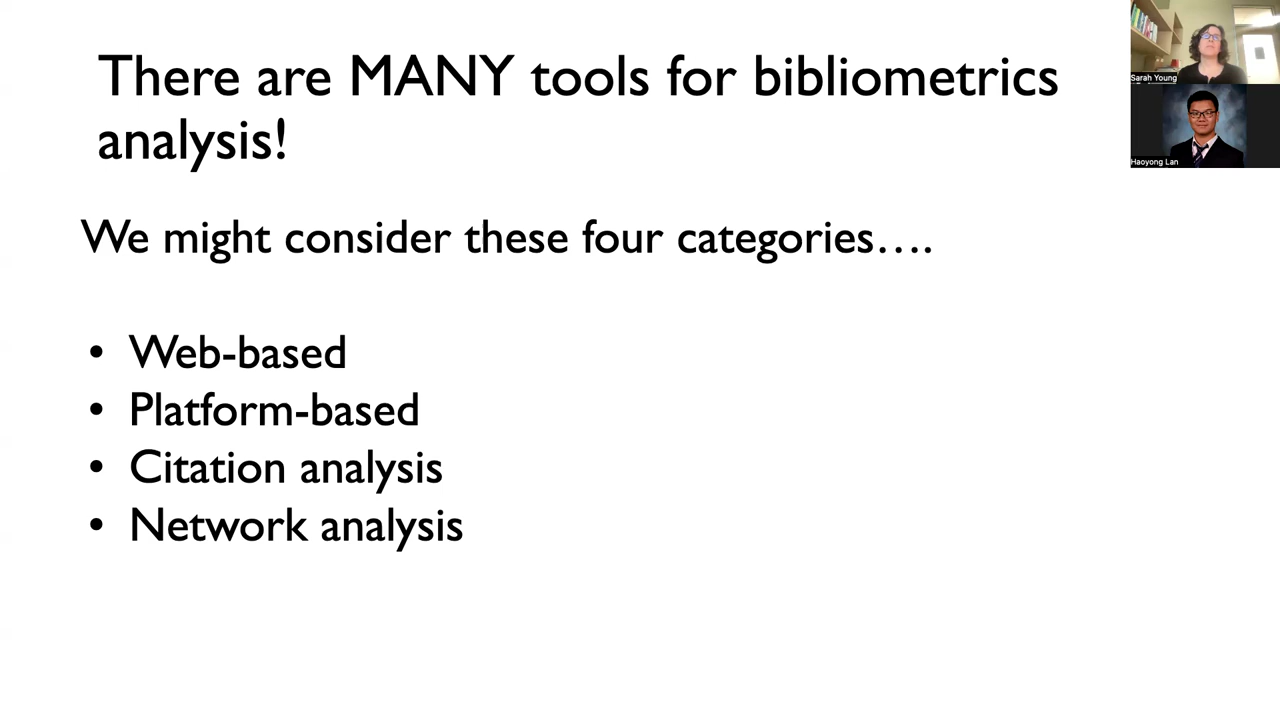 There are MANY tools for bibliometrics
analysis!
We might consider these four categories….
• Web-based
• Platform-based
• Citation analysis
• Network analysis
Sarah Young
Haoyong Lan